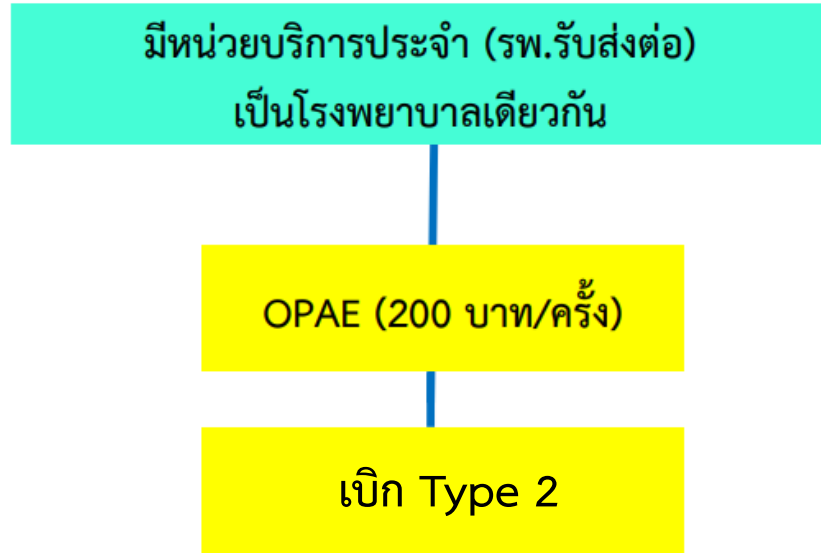 มีหน่วยบริการประจำ (รพ.รับส่งต่อ)
เป็นโรงพยาบาลเดียวกัน
OPAE (200 บาท/ครั้ง)
เบิก Type 2